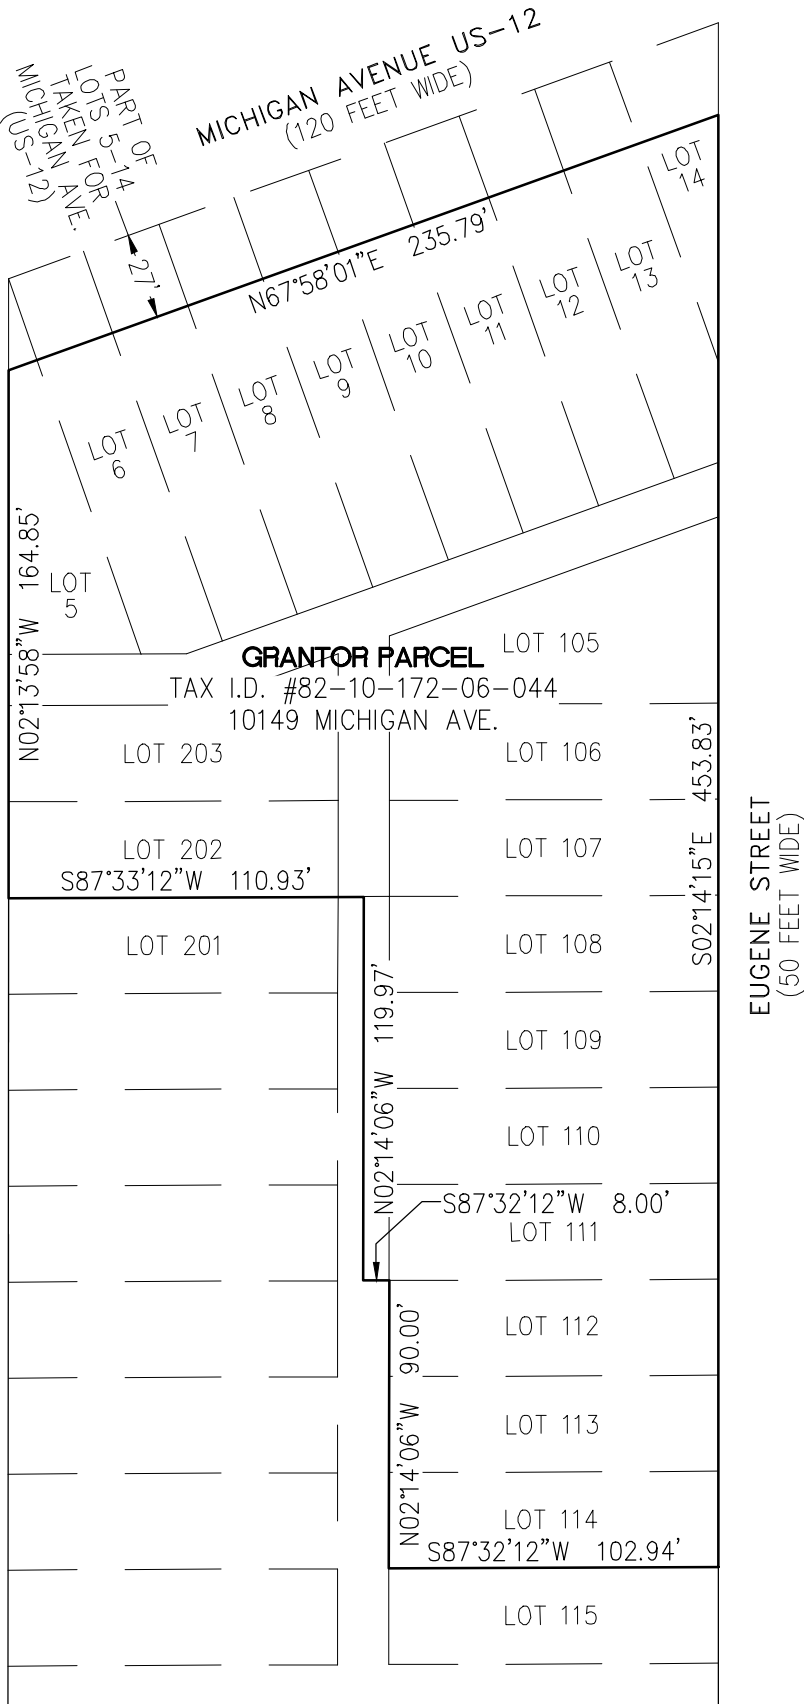 MICHIGAN AVENUE US-12
(120 FEET WIDE)
PART OF
LOTS 5-14
TAKEN FOR
MICHIGAN AVE.
(US-12)
27'
N67°58'01"E 235.79'
LOT
14
LOT
13
LOT
12
LOT
11
LOT
10
LOT
9
LOT
8
LOT
7
LOT
6
LOT
5
N02°13'58"W 164.85'
GRANTOR PARCEL
TAX I.D. #82-10-172-06-044
10149 MICHIGAN AVE.
LOT 105
LOT 203
LOT 106
LOT 202
LOT 107
S87°33'12"W 110.93'
LOT 201
LOT 108
S02°14'15"E 453.83'
EUGENE STREET
(50 FEET WIDE)
LOT 109
N02°14'06"W 119.97'
LOT 110
S87°32'12"W 8.00'
LOT 111
LOT 112
N02°14'06"W 90.00'
LOT 113
LOT 114
S87°32'12"W 102.94'
LOT 115